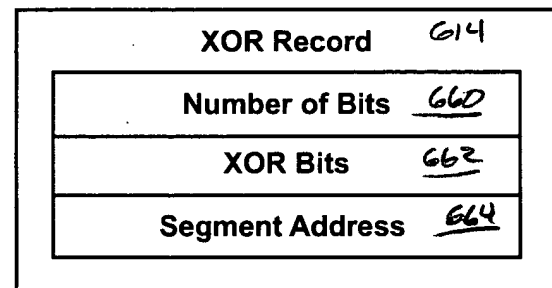 XOR Record 614
Number of Bits 660
XOR Bits 662
Segment Address 664